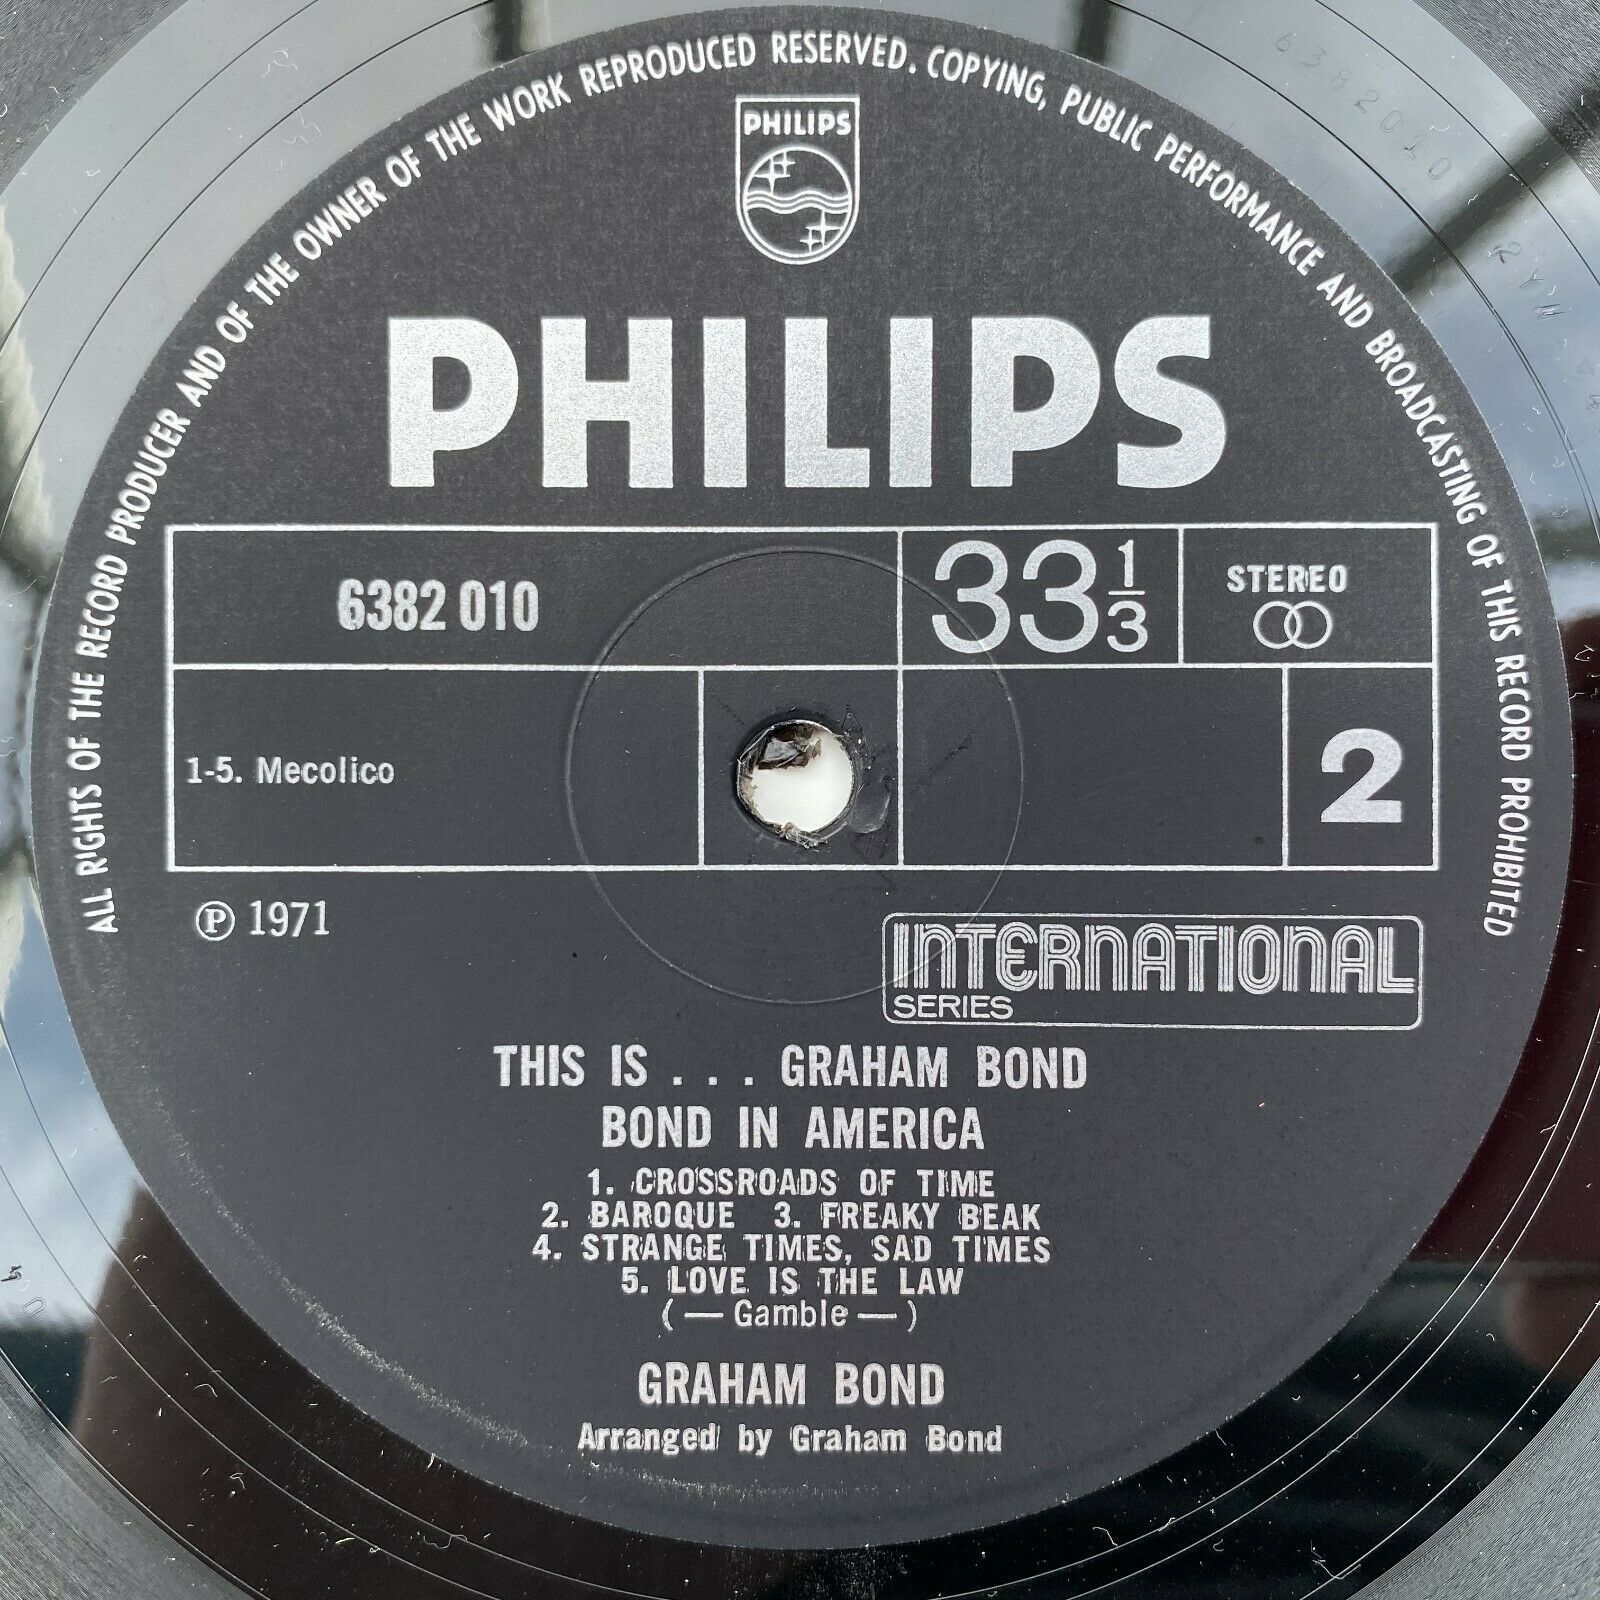 ALL RIGHTS OF THE RECORD PRODUCER AND OF THE OWNER OF THE WORK REPRODUCED RESERVED. COPYING, PUBLIC PERFORMANCE AND BROADCASTING OF THIS RECORD PROHIBITED
PHILIPS
PHILIPS
6382 010
33 1/3
STEREO
1-5. Mecolico
2
Ⓟ 1971
INTERNATIONAL
SERIES
THIS IS . . . GRAHAM BOND
BOND IN AMERICA
1. CROSSROADS OF TIME
2. BAROQUE 3. FREAKY BEAK
4. STRANGE TIMES, SAD TIMES
5. LOVE IS THE LAW
( — Gamble — )
GRAHAM BOND
Arranged by Graham Bond
6382010